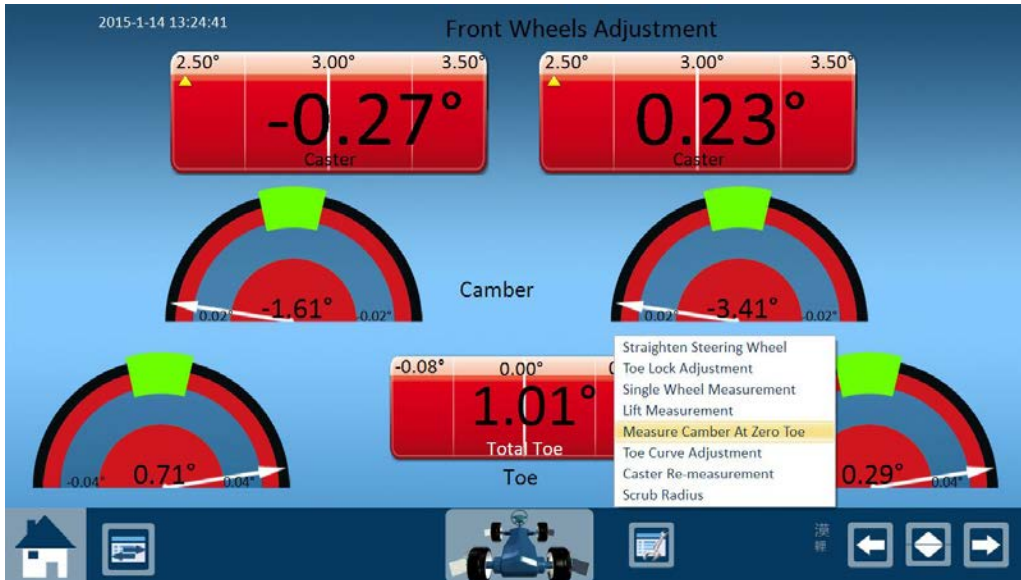 2015-1-14 13:24:41
Front Wheels Adjustment
2.50° 3.00° 3.50°
2.50° 3.00° 3.50°
-0.27°
0.23°
Caster
Caster
Camber
-1.61°
0.02° -0.02°
-3.41°
0.02° -0.02°
-0.08° 0.00°
1.01°
Total Toe
Toe
0.71°
-0.04° 0.04°
0.29°
0.04°
Straighten Steering Wheel
Toe Lock Adjustment
Single Wheel Measurement
Lift Measurement
Measure Camber At Zero Toe
Toe Curve Adjustment
Caster Re-measurement
Scrub Radius